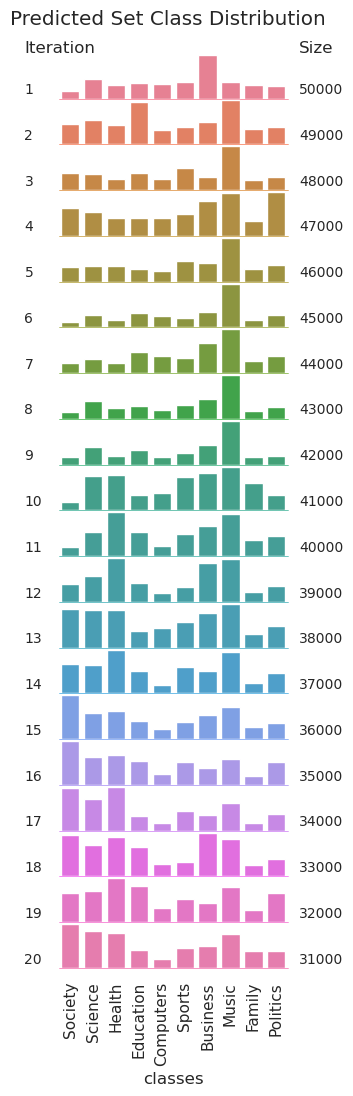 Predicted Set Class Distribution
Iteration Size
1 50000
2 49000
3 48000
4 47000
5 46000
6 45000
7 44000
8 43000
9 42000
10 41000
11 40000
12 39000
13 38000
14 37000
15 36000
16 35000
17 34000
18 33000
19 32000
20 31000
Society
Science
Health
Education
Computers
Sports
Business
Music
Family
Politics
classes